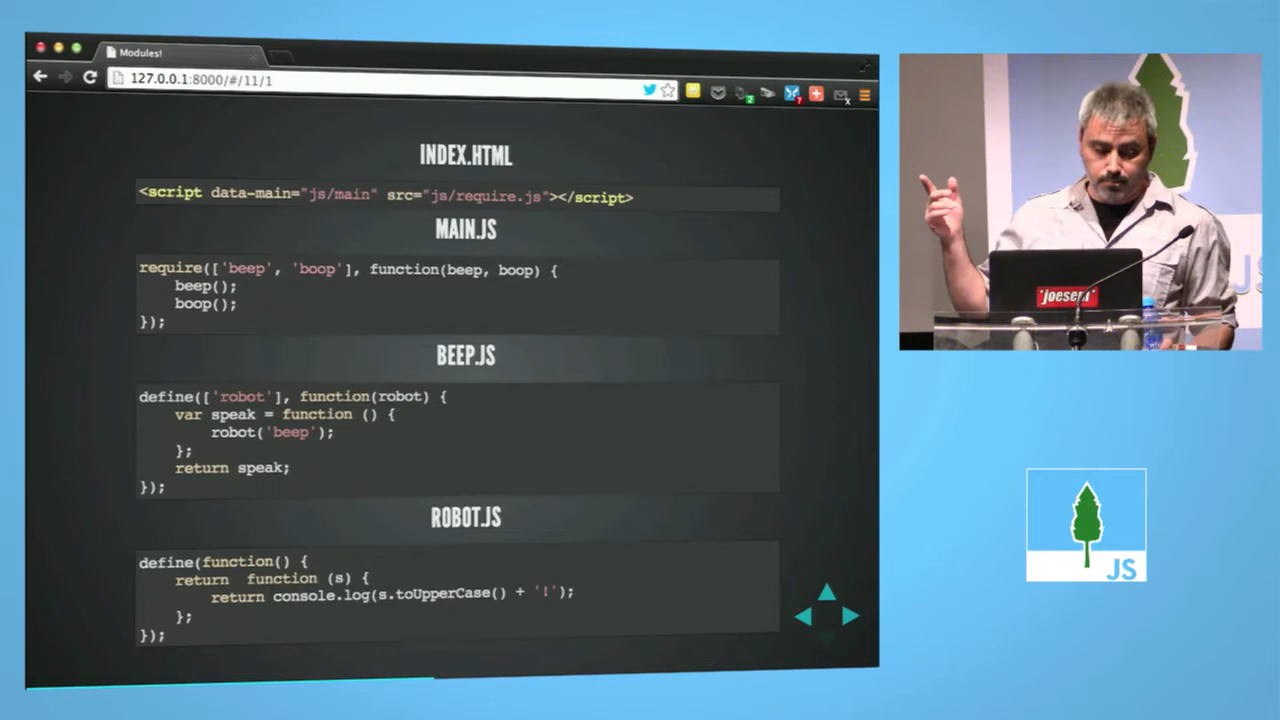 Modules!
127.0.0.1:8000/#/11/1
INDEX.HTML
<script data-main="js/main" src="js/require.js"></script>
MAIN.JS
require(['beep', 'boop'], function(beep, boop) {
    beep();
    boop();
});
BEEP.JS
define(['robot'], function(robot) {
    var speak = function () {
        robot('beep');
    };
    return speak;
});
ROBOT.JS
define(function() {
    return  function (s) {
        return console.log(s.toUpperCase() + '!');
    };
});
JS
JS